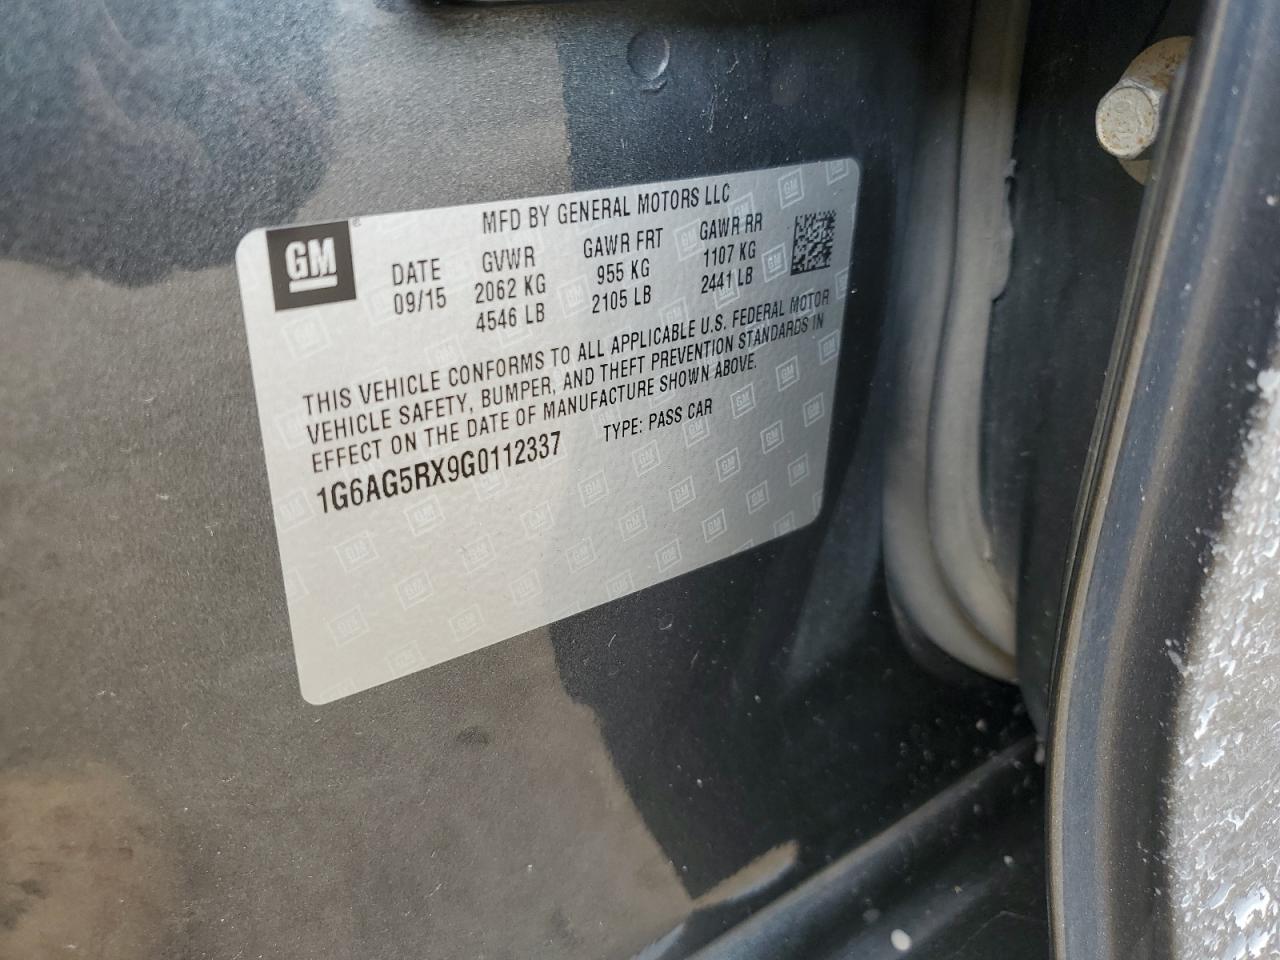 GM
MFD BY GENERAL MOTORS LLC
DATE GVWR GAWR FRT GAWR RR
09/15 2062 KG 955 KG 1107 KG
4546 LB 2105 LB 2441 LB
THIS VEHICLE CONFORMS TO ALL APPLICABLE U.S. FEDERAL MOTOR
VEHICLE SAFETY, BUMPER, AND THEFT PREVENTION STANDARDS IN
EFFECT ON THE DATE OF MANUFACTURE SHOWN ABOVE.
1G6AG5RX9G0112337 TYPE: PASS CAR